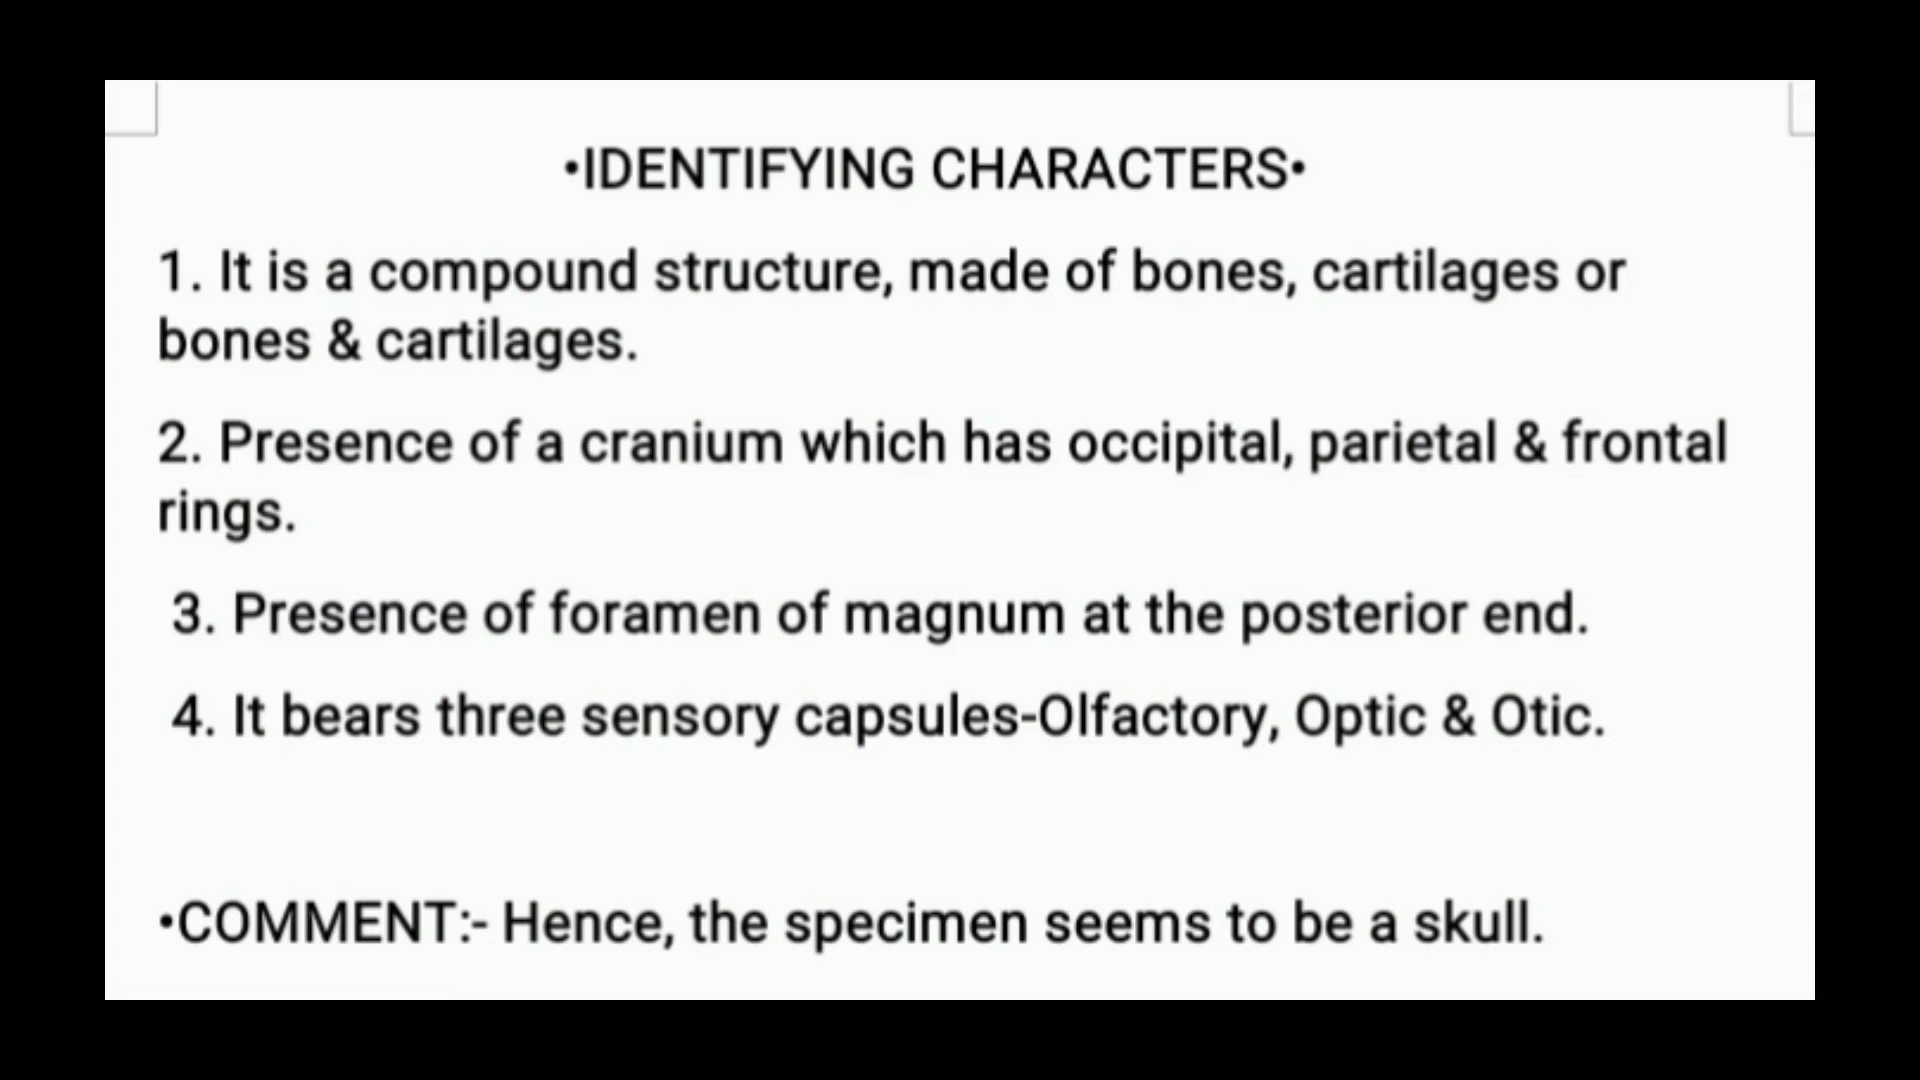 •IDENTIFYING CHARACTERS•
1. It is a compound structure, made of bones, cartilages or
bones & cartilages.
2. Presence of a cranium which has occipital, parietal & frontal
rings.
3. Presence of foramen of magnum at the posterior end.
4. It bears three sensory capsules-Olfactory, Optic & Otic.
•COMMENT:- Hence, the specimen seems to be a skull.